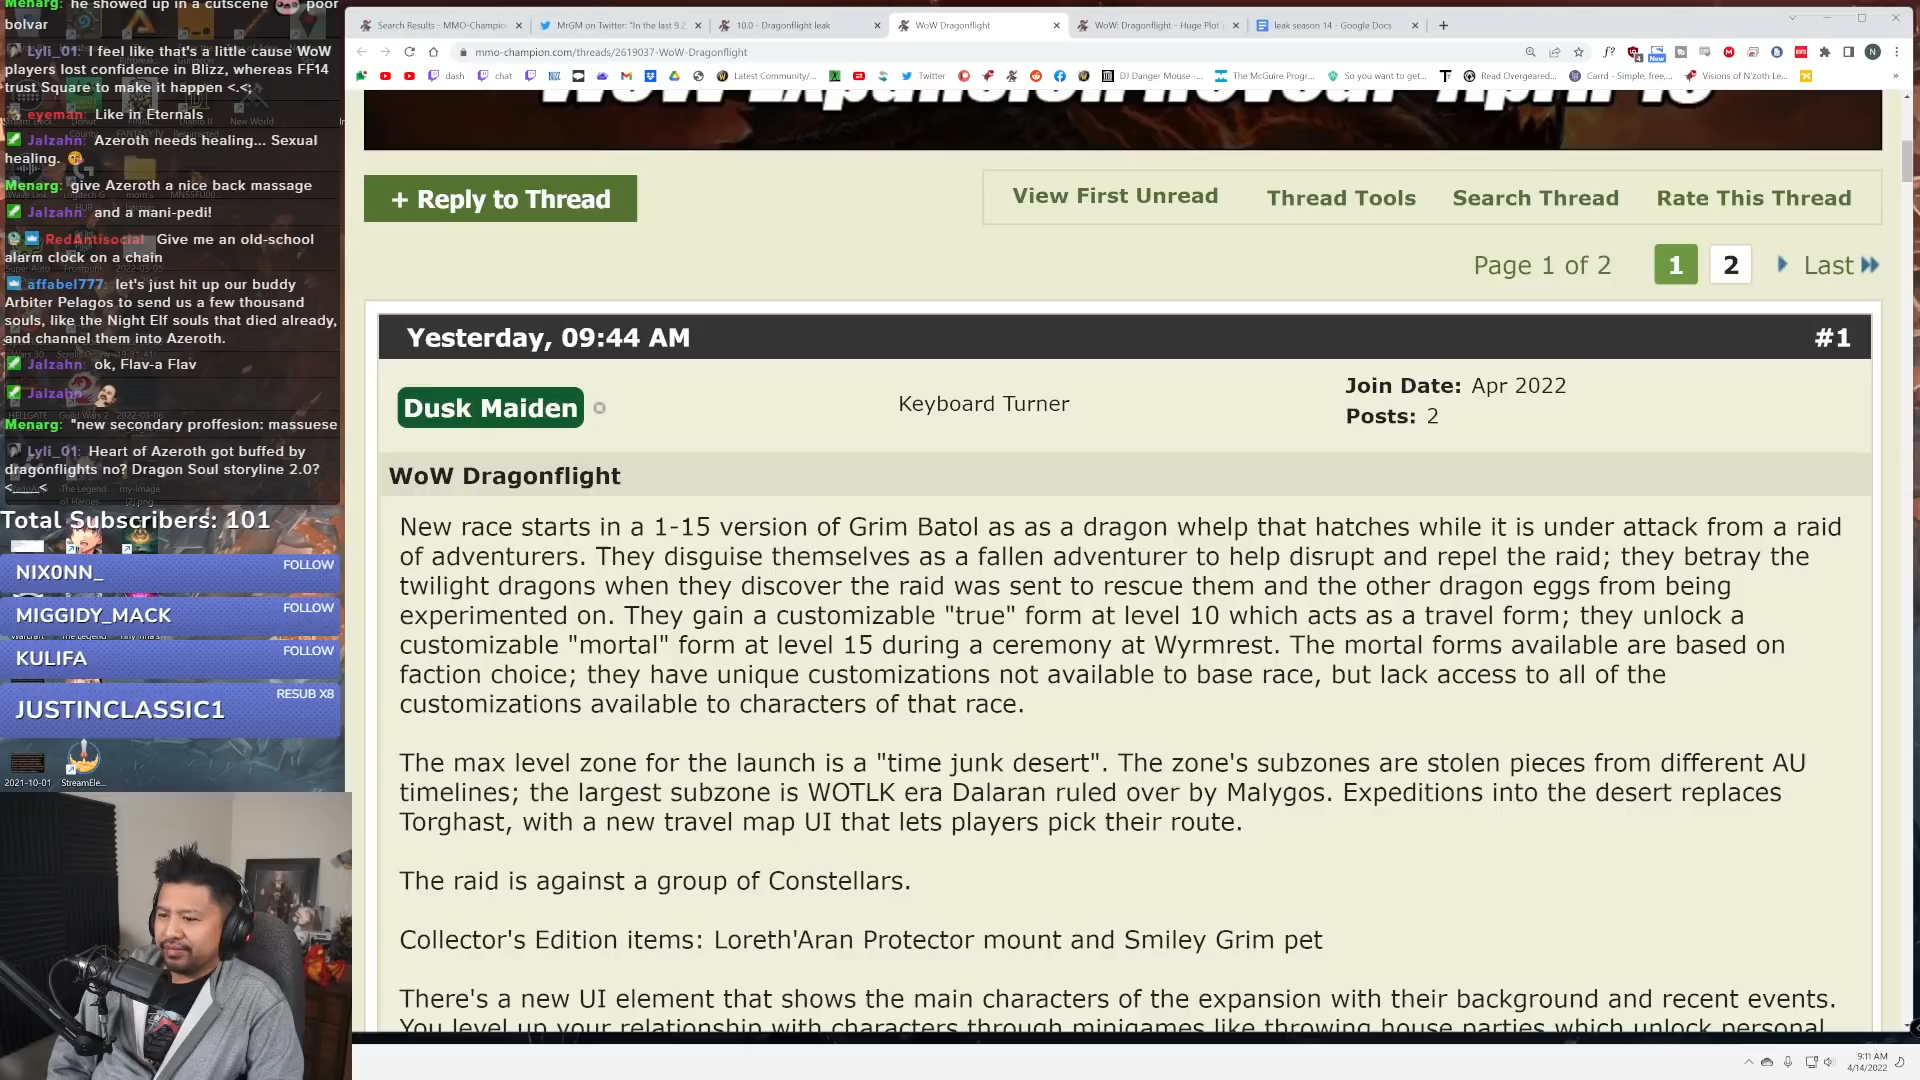 Menarg: he showed up in a cutscene poor
bolvar
Lyli_01: I feel like that's a little cause WoW
players lost confidence in Blizz, whereas FF14
trust Square to make it happen <.<;
eyeman: Like in Eternals
Jalzahn: Azeroth needs healing... Sexual
healing.
Menarg: give Azeroth a nice back massage
Jalzahn: and a mani-pedi!
RedAntisocial Give me an old-school
alarm clock on a chain
affabel777: let's just hit up our buddy
Arbiter Pelagos to send us a few thousand
souls, like the Night Elf souls that died already,
and channel them into Azeroth.
Jalzahn: ok, Flav-a Flav
Jalzahn:
Menarg: "new secondary proffesion: massuese
Lyli_01: Heart of Azeroth got buffed by
dragonflights no? Dragon Soul storyline 2.0?
<____<
Total Subscribers: 101
NIX0NN_ FOLLOW
MIGGIDY_MACK FOLLOW
KULIFA FOLLOW
JUSTINCLASSIC1 RESUB X8
2021-10-01 StreamEle...
Search Results - MMO-Champion
MrGM on Twitter: "In the last 9.2
10.0 - Dragonflight leak
WoW Dragonflight
WoW: Dragonflight - Huge Plot
leak season 14 - Google Docs
mmo-champion.com/threads/2619037-WoW-Dragonflight
dash chat Latest Community/... Twitter DJ Danger Mouse -... The McGuire Progr... So you want to get... Read Overgeared... Carrd - Simple, free,... Visions of N'zoth Le...
+ Reply to Thread
View First Unread Thread Tools Search Thread Rate This Thread
Page 1 of 2 1 2 Last
Yesterday, 09:44 AM #1
Dusk Maiden
Keyboard Turner
Join Date: Apr 2022
Posts: 2
WoW Dragonflight
New race starts in a 1-15 version of Grim Batol as as a dragon whelp that hatches while it is under attack from a raid
of adventurers. They disguise themselves as a fallen adventurer to help disrupt and repel the raid; they betray the
twilight dragons when they discover the raid was sent to rescue them and the other dragon eggs from being
experimented on. They gain a customizable "true" form at level 10 which acts as a travel form; they unlock a
customizable "mortal" form at level 15 during a ceremony at Wyrmrest. The mortal forms available are based on
faction choice; they have unique customizations not available to base race, but lack access to all of the
customizations available to characters of that race.
The max level zone for the launch is a "time junk desert". The zone's subzones are stolen pieces from different AU
timelines; the largest subzone is WOTLK era Dalaran ruled over by Malygos. Expeditions into the desert replaces
Torghast, with a new travel map UI that lets players pick their route.
The raid is against a group of Constellars.
Collector's Edition items: Loreth'Aran Protector mount and Smiley Grim pet
There's a new UI element that shows the main characters of the expansion with their background and recent events.
You level up your relationship with characters through minigames like throwing house parties which unlock personal
9:11 AM
4/14/2022